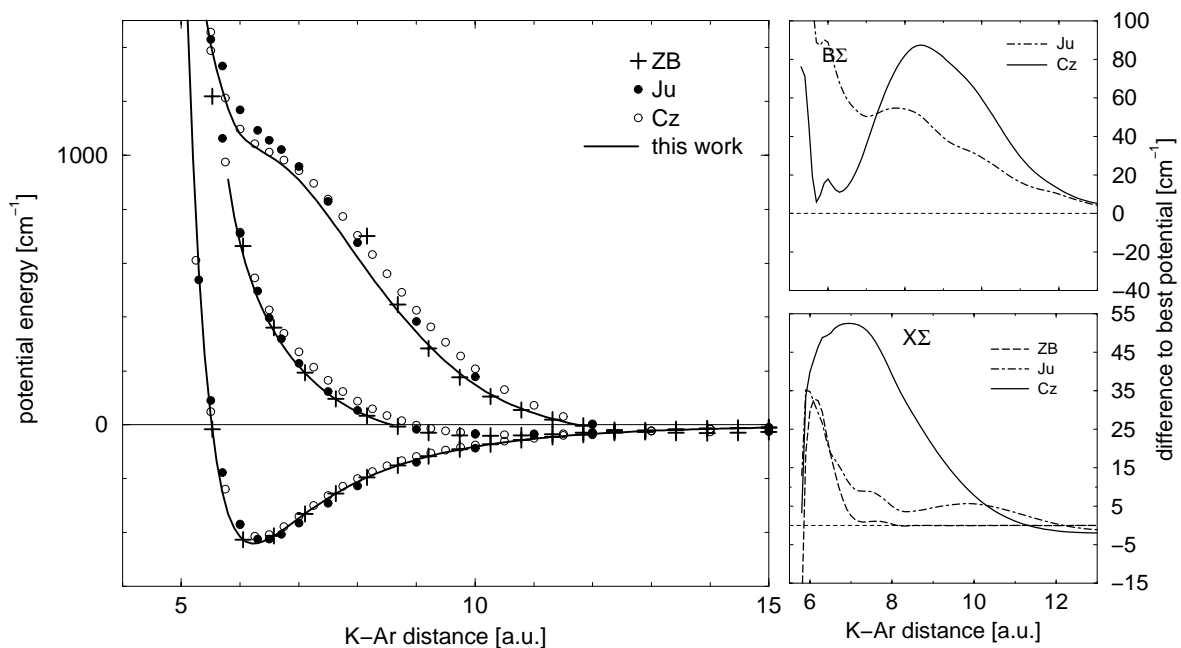 potential energy [cm⁻¹]
1000
0
5
10
15
K−Ar distance [a.u.]
ZB
Ju
Cz
this work
BΣ
Ju
Cz
100
80
60
40
20
0
−20
−40
XΣ
ZB
Ju
Cz
55
45
35
25
15
5
−5
−15
6
8
10
12
K−Ar distance [a.u.]
difference to best potential [cm⁻¹]